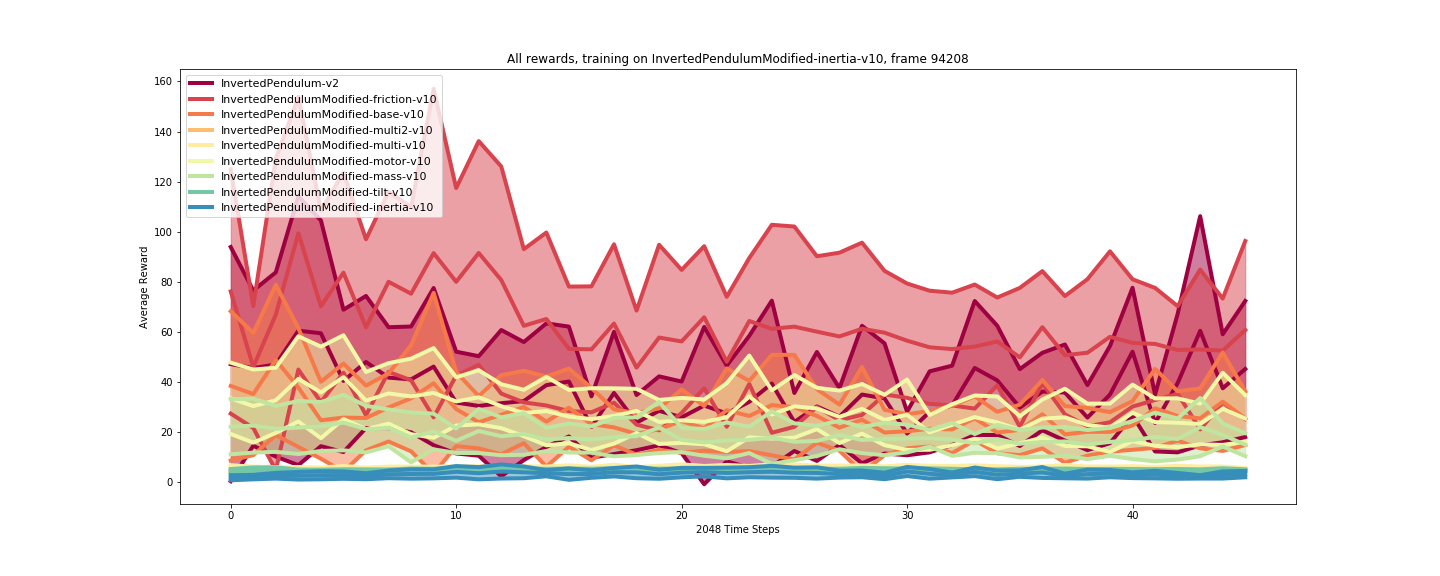 All rewards, training on InvertedPendulumModified-inertia-v10, frame 94208
160
140
120
100
80
60
40
20
0
Average Reward
InvertedPendulum-v2
InvertedPendulumModified-friction-v10
InvertedPendulumModified-base-v10
InvertedPendulumModified-multi2-v10
InvertedPendulumModified-multi-v10
InvertedPendulumModified-motor-v10
InvertedPendulumModified-mass-v10
InvertedPendulumModified-tilt-v10
InvertedPendulumModified-inertia-v10
0 10 20 30 40
2048 Time Steps